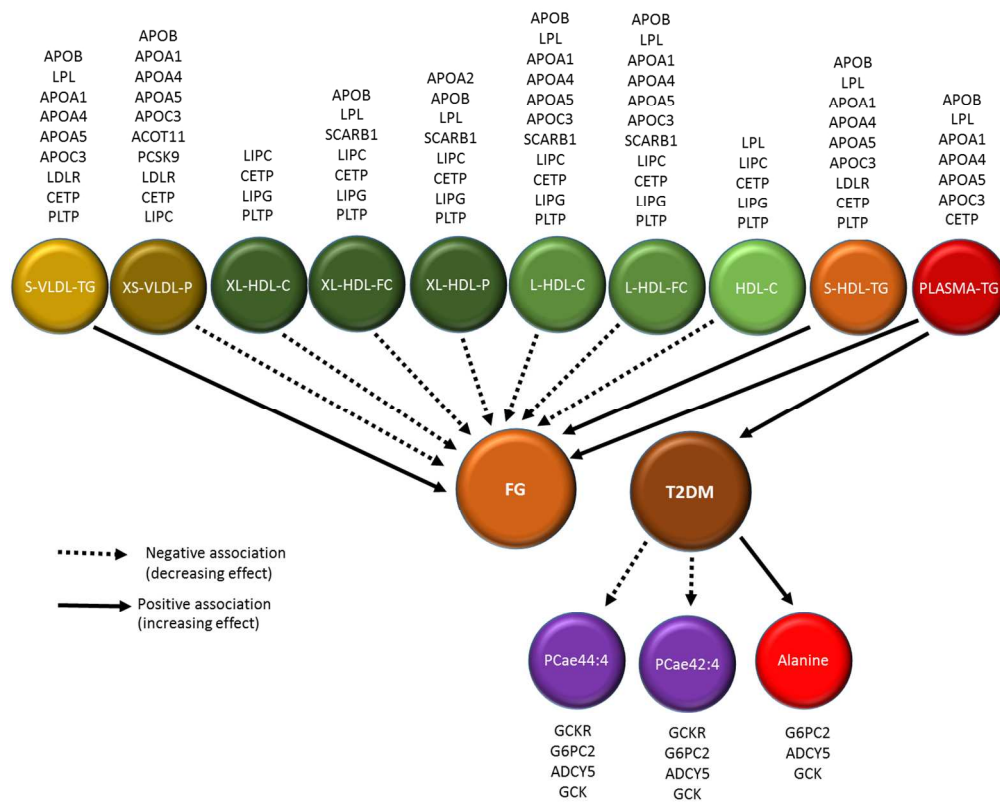 APOB
LPL
APOA1
APOA4
APOA5
APOC3
LDLR
CETP
PLTP
APOB
APOA1
APOA4
APOA5
APOC3
ACOT11
PCSK9
LDLR
CETP
LIPC
LIPC
CETP
LIPG
PLTP
APOB
LPL
SCARB1
LIPC
CETP
LIPG
PLTP
APOA2
APOB
LPL
SCARB1
LIPC
CETP
LIPG
PLTP
APOB
LPL
APOA1
APOA4
APOA5
APOC3
SCARB1
LIPC
CETP
LIPG
PLTP
APOB
LPL
APOA1
APOA4
APOA5
APOC3
SCARB1
LIPC
CETP
LIPG
PLTP
LPL
LIPC
CETP
LIPG
PLTP
APOB
LPL
APOA1
APOA4
APOA5
APOC3
LDLR
CETP
PLTP
APOB
LPL
APOA1
APOA4
APOA5
APOC3
CETP
S-VLDL-TG
XS-VLDL-P
XL-HDL-C
XL-HDL-FC
XL-HDL-P
L-HDL-C
L-HDL-FC
HDL-C
S-HDL-TG
PLASMA-TG
FG
T2DM
Negative association
(decreasing effect)
Positive association
(increasing effect)
PCae44:4
PCae42:4
Alanine
GCKR
G6PC2
ADCY5
GCK
GCKR
G6PC2
ADCY5
GCK
G6PC2
ADCY5
GCK